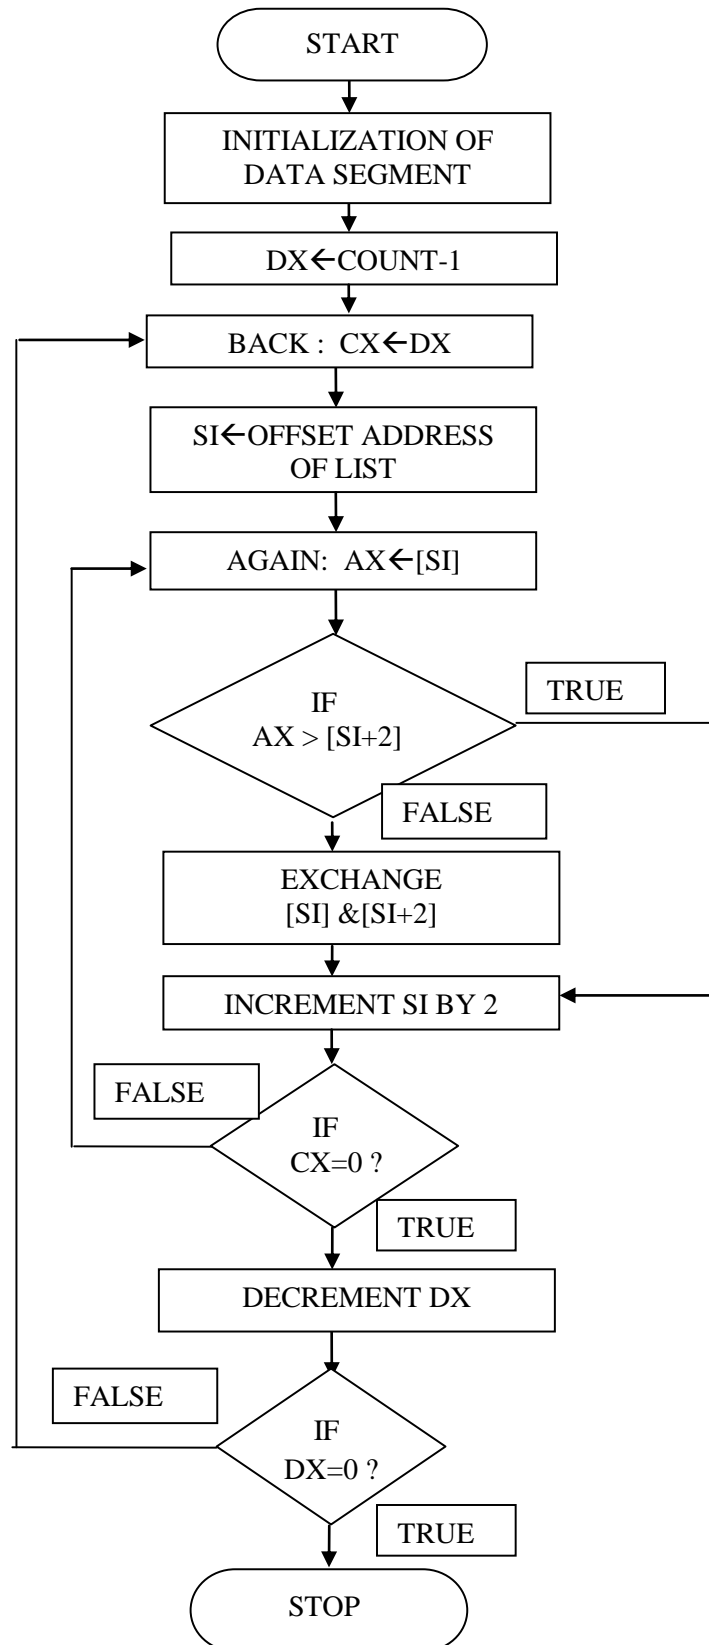 START
INITIALIZATION OF
DATA SEGMENT
DX←COUNT-1
BACK : CX←DX
SI←OFFSET ADDRESS
OF LIST
AGAIN: AX←[SI]
IF
AX > [SI+2]
TRUE
FALSE
EXCHANGE
[SI] &[SI+2]
INCREMENT SI BY 2
FALSE
IF
CX=0 ?
TRUE
DECREMENT DX
FALSE
IF
DX=0 ?
TRUE
STOP